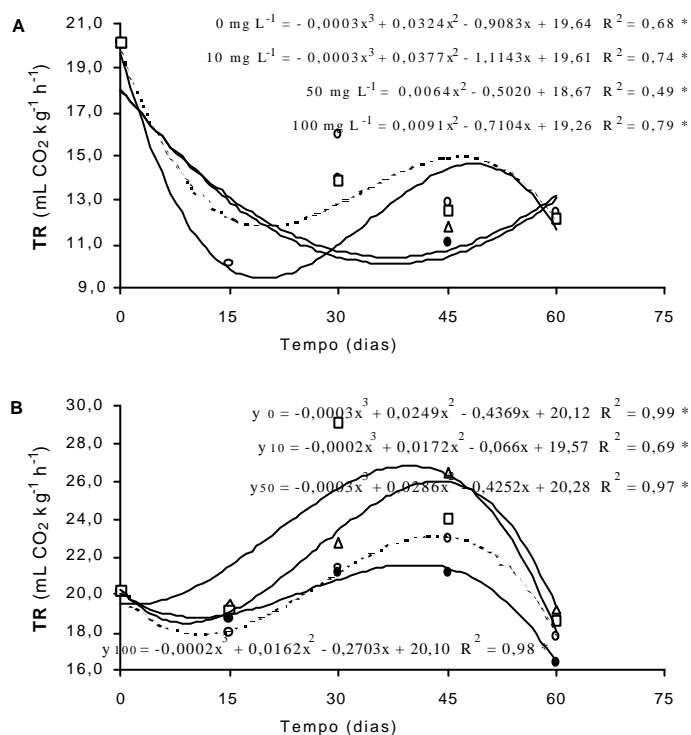 A
21,0
19,0
17,0
15,0
13,0
11,0
9,0
TR (mL CO2 kg-1 h-1)
0 mg L-1 = - 0,0003x3 + 0,0324x2 - 0,9083x + 19,64 R2 = 0,68 *
10 mg L-1 = - 0,0003x3 + 0,0377x2 - 1,1143x + 19,61 R2 = 0,74 *
50 mg L-1 = 0,0064x2 - 0,5020 + 18,67 R2 = 0,49 *
100 mg L-1 = 0,0091x2 - 0,7104x + 19,26 R2 = 0,79 *
0 15 30 45 60 75
Tempo (dias)
B
30,0
28,0
26,0
24,0
22,0
20,0
18,0
16,0
TR (mL CO2 kg-1 h-1)
y 0 = -0,0003x3 + 0,0249x2 - 0,4369x + 20,12 R2 = 0,99 *
y10 = -0,0002x3 + 0,0172x2 - 0,066x + 19,57 R2 = 0,69 *
y50 = -0,0003x3 + 0,0286x2 - 0,4252x + 20,28 R2 = 0,97 *
y 100 = -0,0002x3 + 0,0162x2 - 0,2703x + 20,10 R2 = 0,98 *
0 15 30 45 60 75
Tempo (dias)